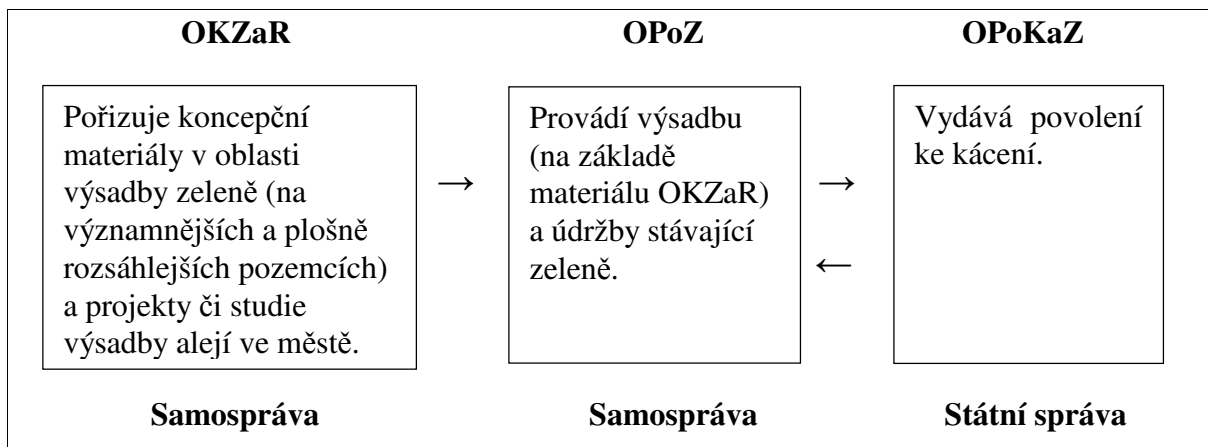 OKZaR
OPoZ
OPoKaZ
Pořizuje koncepční
materiály v oblasti
výsadby zeleně (na
významnějších a plošně
rozsáhlejších pozemcích)
a projekty či studie
výsadby alejí ve městě.
→
Provádí výsadbu
(na základě
materiálu OKZaR)
a údržby stávající
zeleně.
→
←
Vydává povolení
ke kácení.
Samospráva
Samospráva
Státní správa